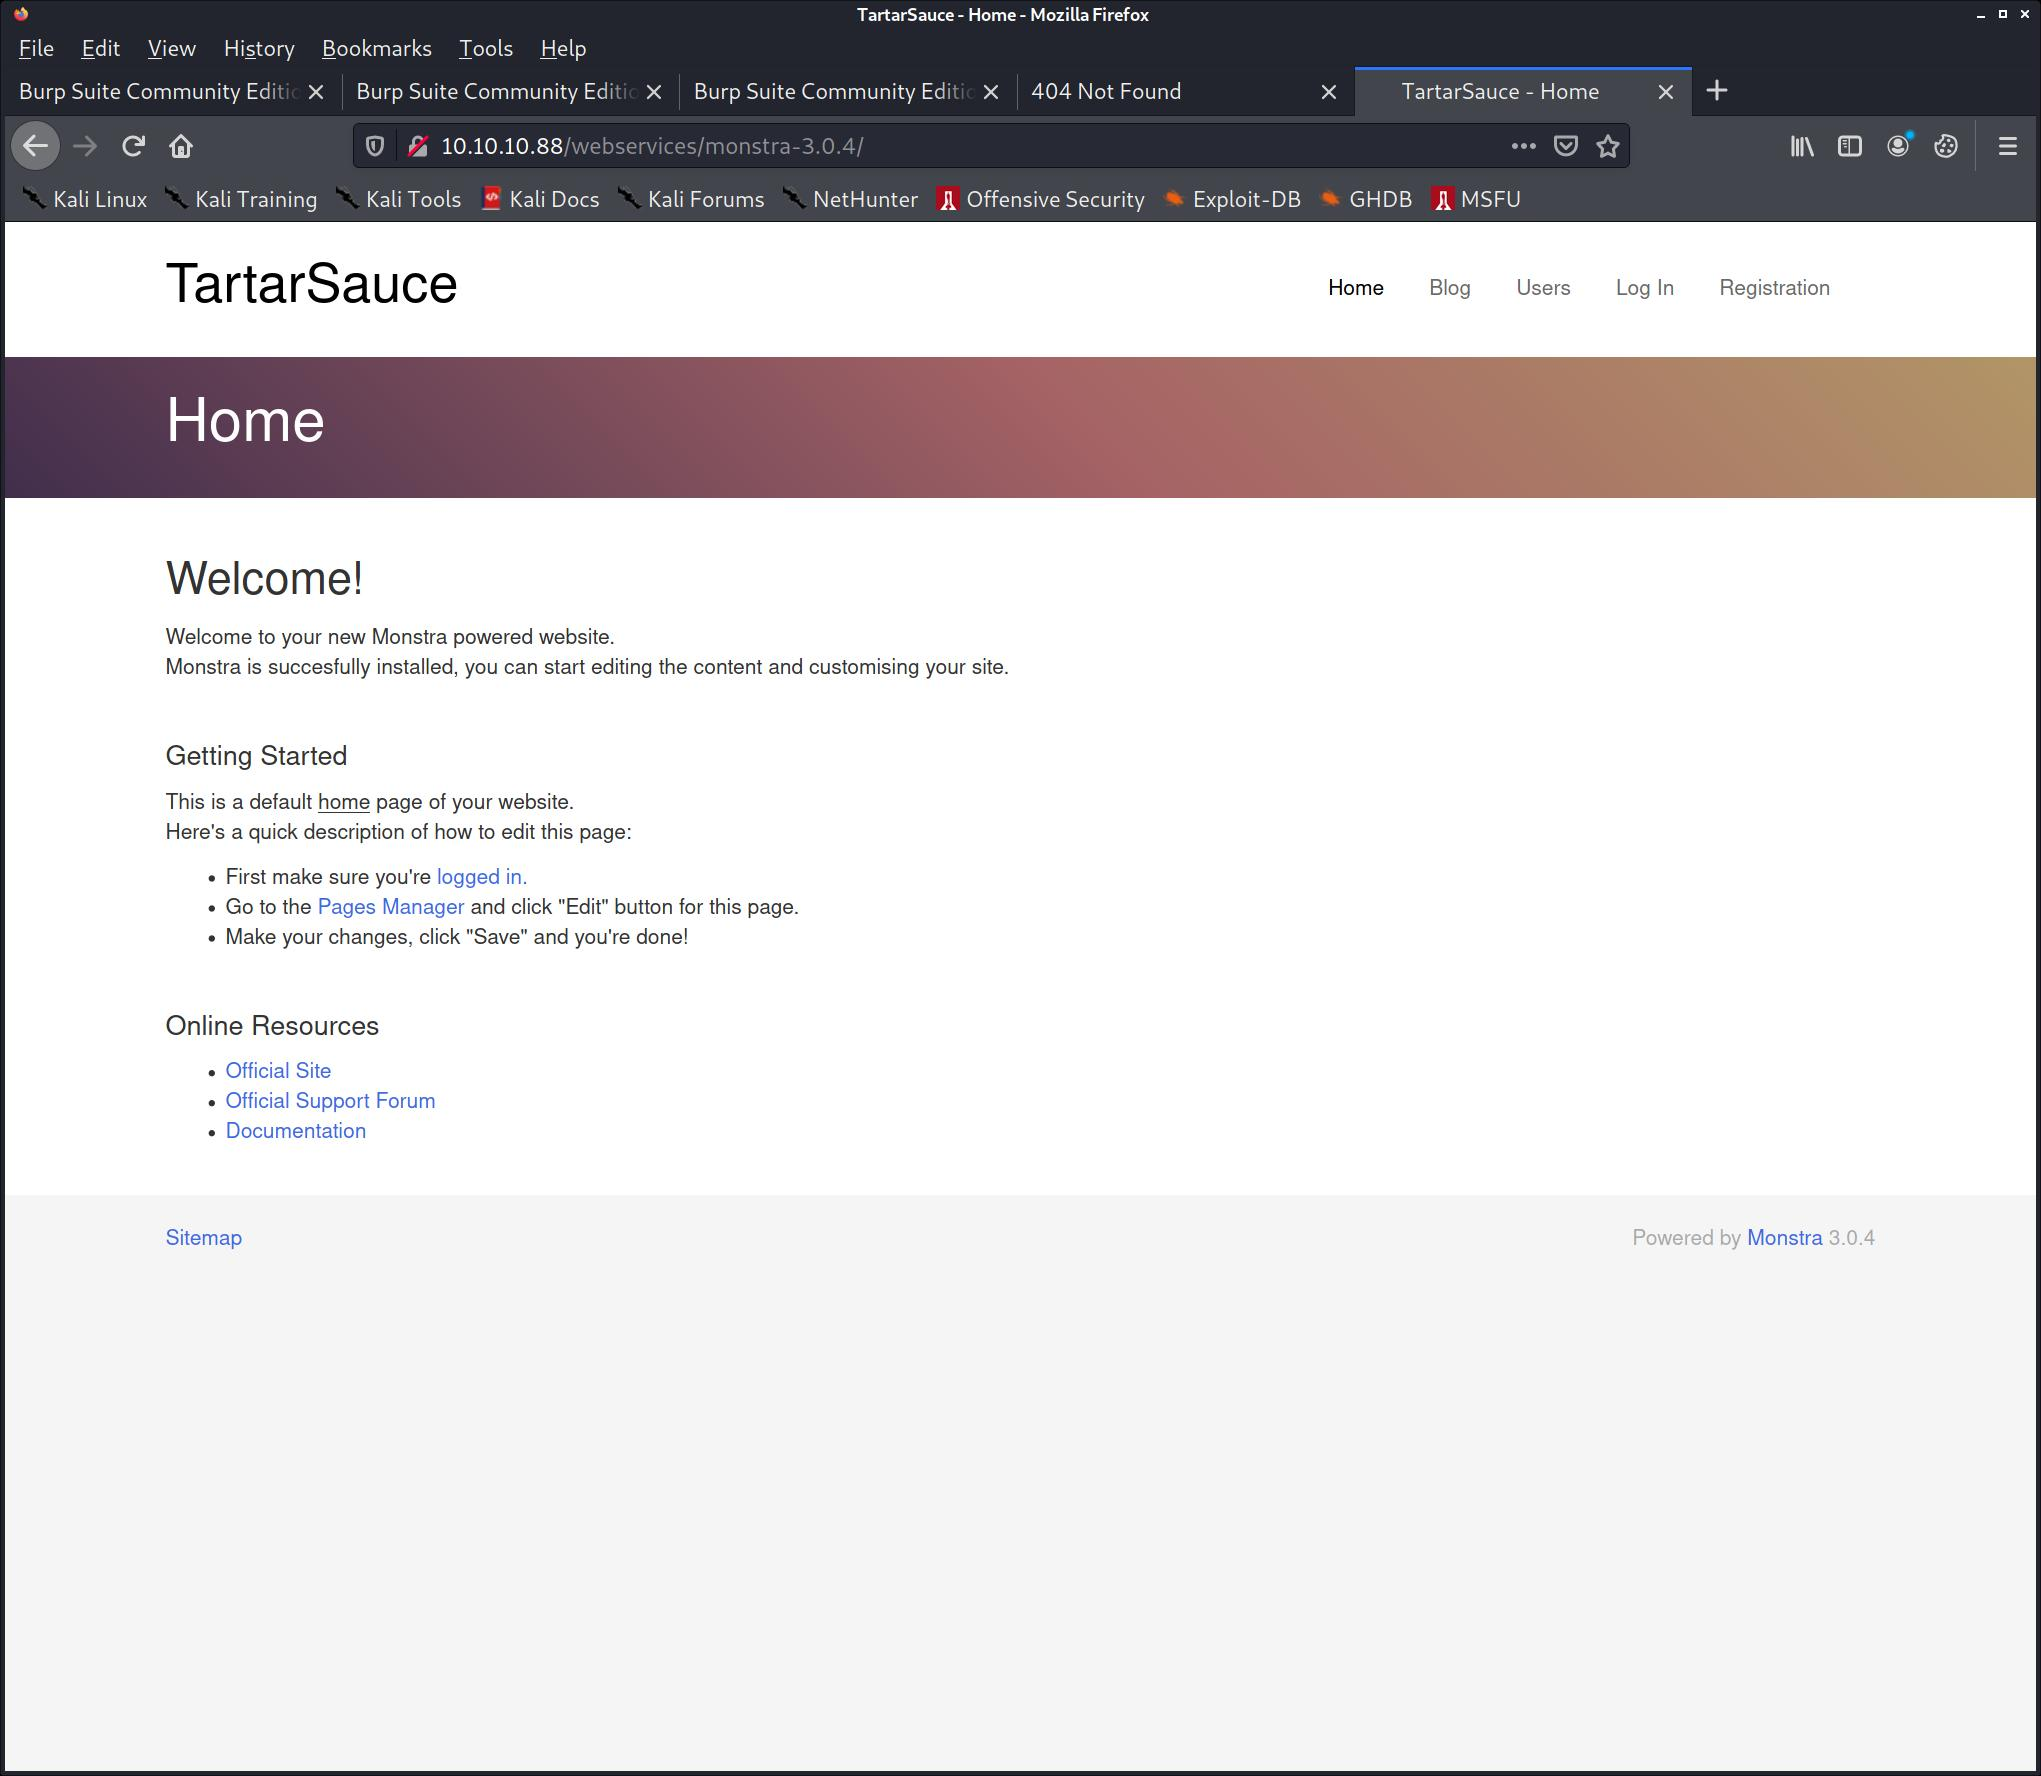 TartarSauce - Home - Mozilla Firefox
File Edit View History Bookmarks Tools Help
Burp Suite Community Editio Burp Suite Community Editio Burp Suite Community Editio 404 Not Found TartarSauce - Home
10.10.10.88/webservices/monstra-3.0.4/
Kali Linux Kali Training Kali Tools Kali Docs Kali Forums NetHunter Offensive Security Exploit-DB GHDB MSFU
TartarSauce
Home Blog Users Log In Registration
Home
Welcome!
Welcome to your new Monstra powered website.
Monstra is succesfully installed, you can start editing the content and customising your site.
Getting Started
This is a default home page of your website.
Here's a quick description of how to edit this page:
First make sure you're logged in.
Go to the Pages Manager and click "Edit" button for this page.
Make your changes, click "Save" and you're done!
Online Resources
Official Site
Official Support Forum
Documentation
Sitemap
Powered by Monstra 3.0.4